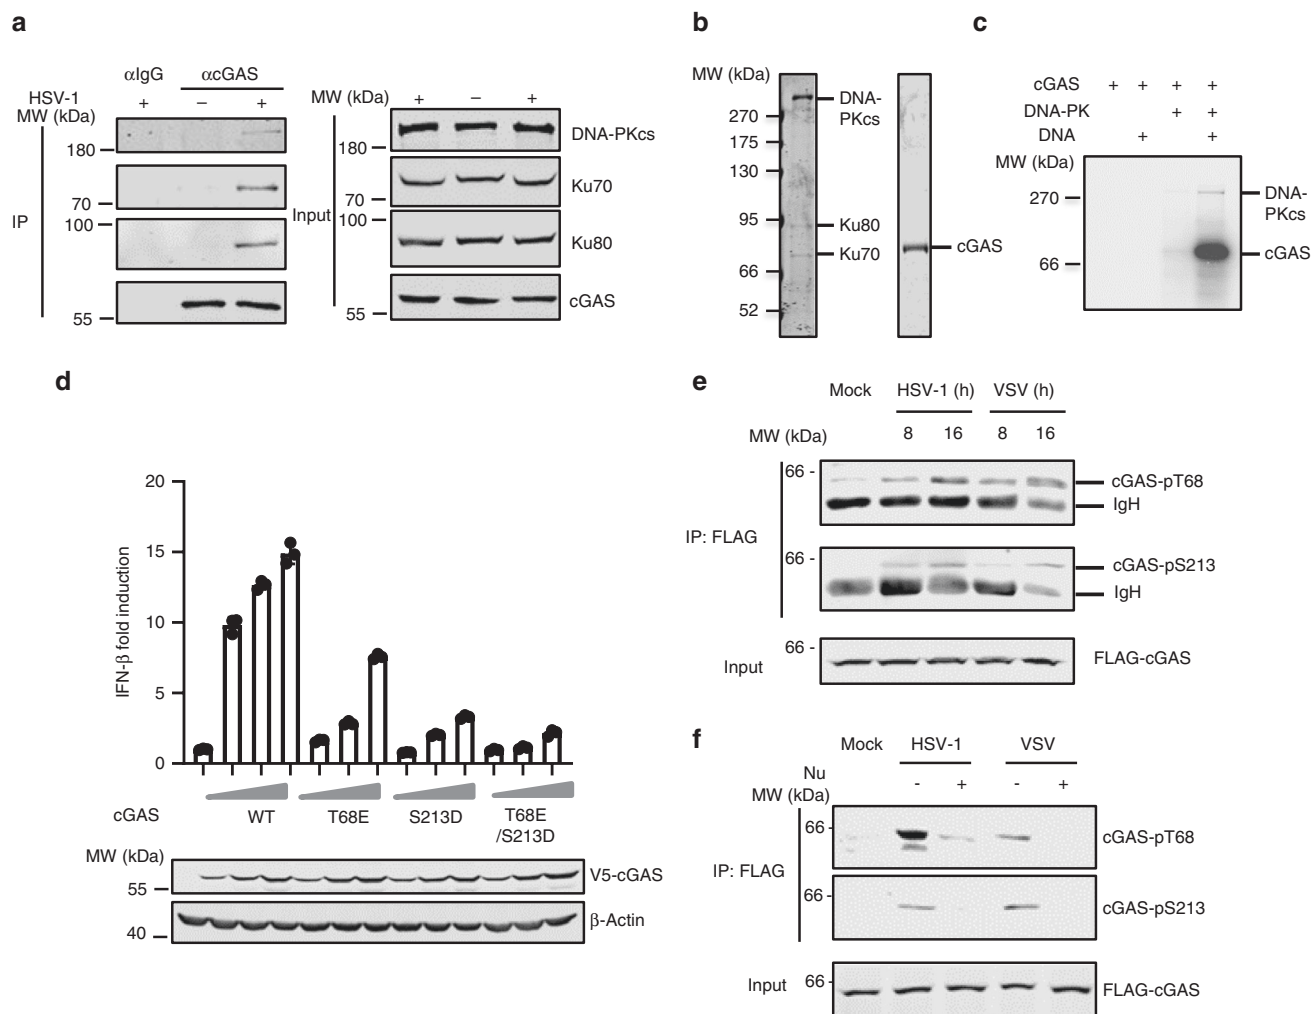 a
αIgG αcGAS
HSV-1 + – +
MW (kDa)
180
70
100
55
IP
MW (kDa) + – +
180
70
100
55
Input
DNA-PKcs
Ku70
Ku80
cGAS
b
MW (kDa)
270
175
130
95
66
52
DNA-
PKcs
Ku80
Ku70
cGAS
c
cGAS + + + +
DNA-PK + +
DNA + +
MW (kDa)
270
66
DNA-
PKcs
cGAS
d
IFN-β fold induction
20
15
10
5
0
cGAS WT T68E S213D T68E
/S213D
MW (kDa)
55
40
V5-cGAS
β-Actin
e
Mock HSV-1 (h) VSV (h)
MW (kDa) 8 16 8 16
IP: FLAG
66 -
cGAS-pT68
IgH
66 -
cGAS-pS213
IgH
Input
66 -
FLAG-cGAS
f
Mock HSV-1 VSV
Nu - + - +
MW (kDa)
IP: FLAG
66 -
cGAS-pT68
66 -
cGAS-pS213
Input
66 -
FLAG-cGAS